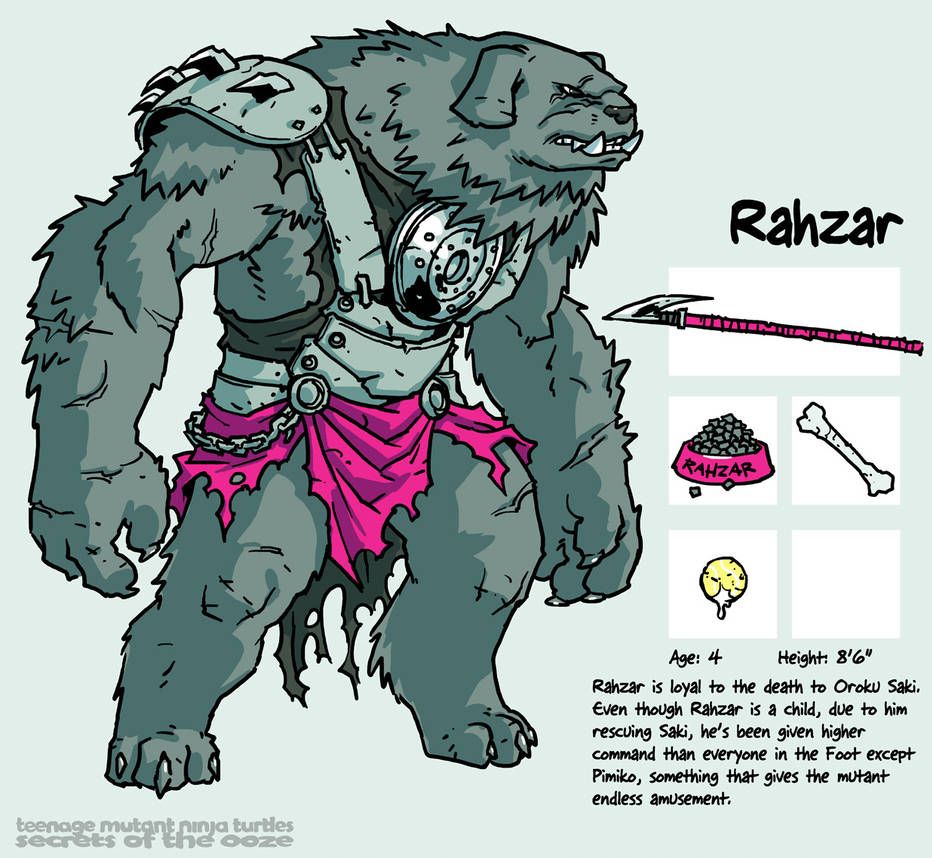 Rahzar
RAHZAR
Age: 4 Height: 8'6"
Rahzar is loyal to the death to Oroku Saki.
Even though Rahzar is a child, due to him
rescuing Saki, he's been given higher
command than everyone in the Foot except
Pimiko, something that gives the mutant
endless amusement.
teenage mutant ninja turtles
secrets of the ooze